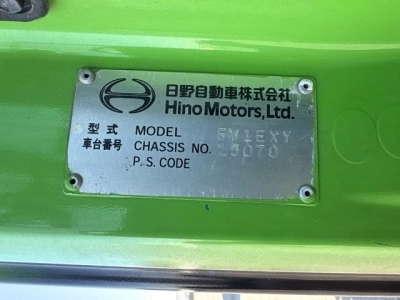 日野自動車株式会社
Hino Motors, Ltd.
型式 MODEL FW1EXY
車台番号 CHASSIS NO.
P.S. CODE